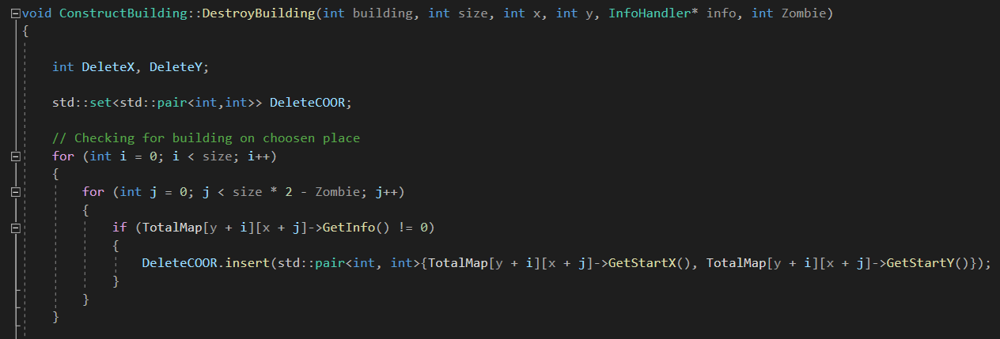 void ConstructBuilding::DestroyBuilding(int building, int size, int x, int y, InfoHandler* info, int Zombie)
{
int DeleteX, DeleteY;
std::set<std::pair<int,int>> DeleteCOOR;
// Checking for building on choosen place
for (int i = 0; i < size; i++)
{
for (int j = 0; j < size * 2 - Zombie; j++)
{
if (TotalMap[y + i][x + j]->GetInfo() != 0)
{
DeleteCOOR.insert(std::pair<int, int>{TotalMap[y + i][x + j]->GetStartX(), TotalMap[y + i][x + j]->GetStartY()});
}
}
}